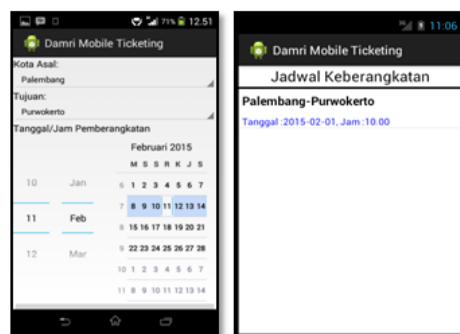 71% 12.51
Damri Mobile Ticketing
Kota Asal:
Palembang
Tujuan:
Purwokerto
Tanggal/Jam Pemberangkatan
Februari 2015
M S S R K J S
10 Jan
11 Feb
12 Mar
6 1 2 3 4 5 6 7
7 8 9 10 11 12 13 14
8 15 16 17 18 19 20 21
9 22 23 24 25 26 27 28
10 1 2 3 4 5 6 7
11 8 9 10 11 12 13 14
11:06
Damri Mobile Ticketing
Jadwal Keberangkatan
Palembang-Purwokerto
Tanggal :2015-02-01, Jam :10.00